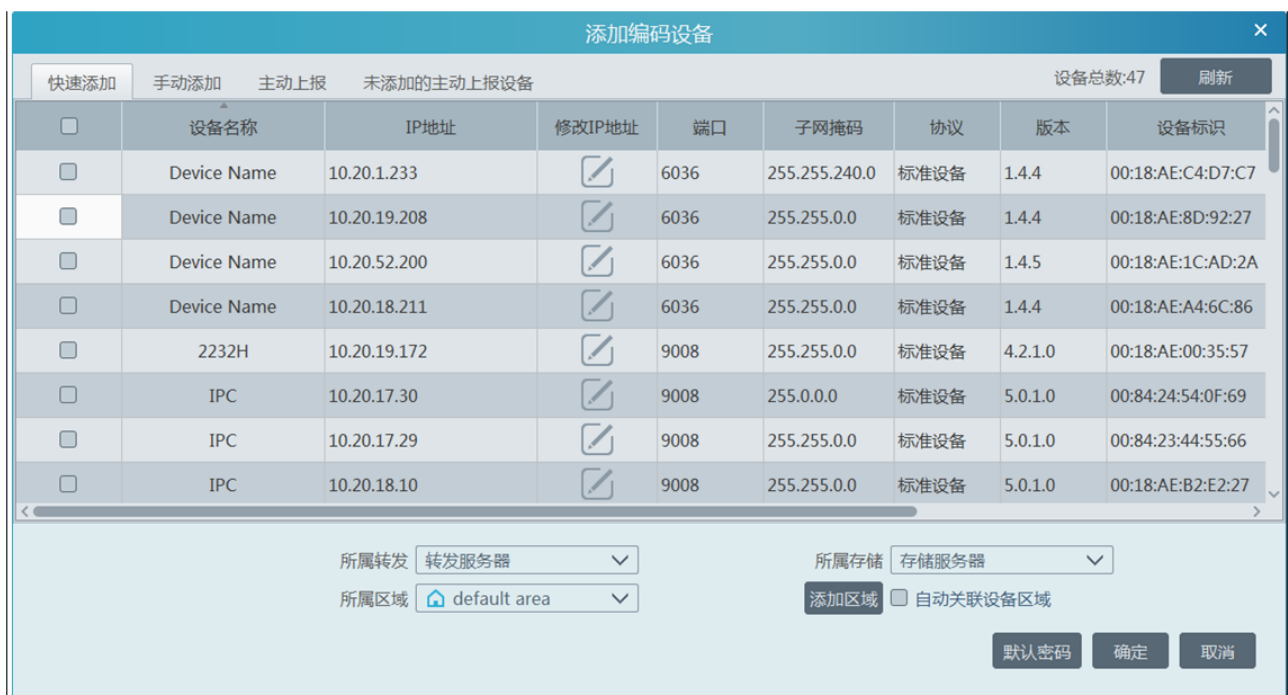 添加编码设备
快速添加 手动添加 主动上报 未添加的主动上报设备 设备总数:47 刷新
设备名称 IP地址 修改IP地址 端口 子网掩码 协议 版本 设备标识
Device Name 10.20.1.233 6036 255.255.240.0 标准设备 1.4.4 00:18:AE:C4:D7:C7
Device Name 10.20.19.208 6036 255.255.0.0 标准设备 1.4.4 00:18:AE:8D:92:27
Device Name 10.20.52.200 6036 255.255.0.0 标准设备 1.4.5 00:18:AE:1C:AD:2A
Device Name 10.20.18.211 6036 255.255.0.0 标准设备 1.4.4 00:18:AE:A4:6C:86
2232H 10.20.19.172 9008 255.255.0.0 标准设备 4.2.1.0 00:18:AE:00:35:57
IPC 10.20.17.30 9008 255.0.0.0 标准设备 5.0.1.0 00:84:24:54:0F:69
IPC 10.20.17.29 9008 255.255.0.0 标准设备 5.0.1.0 00:84:23:44:55:66
IPC 10.20.18.10 9008 255.255.0.0 标准设备 5.0.1.0 00:18:AE:B2:E2:27
所属转发 转发服务器 所属存储 存储服务器
所属区域 default area 添加区域 自动关联设备区域
默认密码 确定 取消